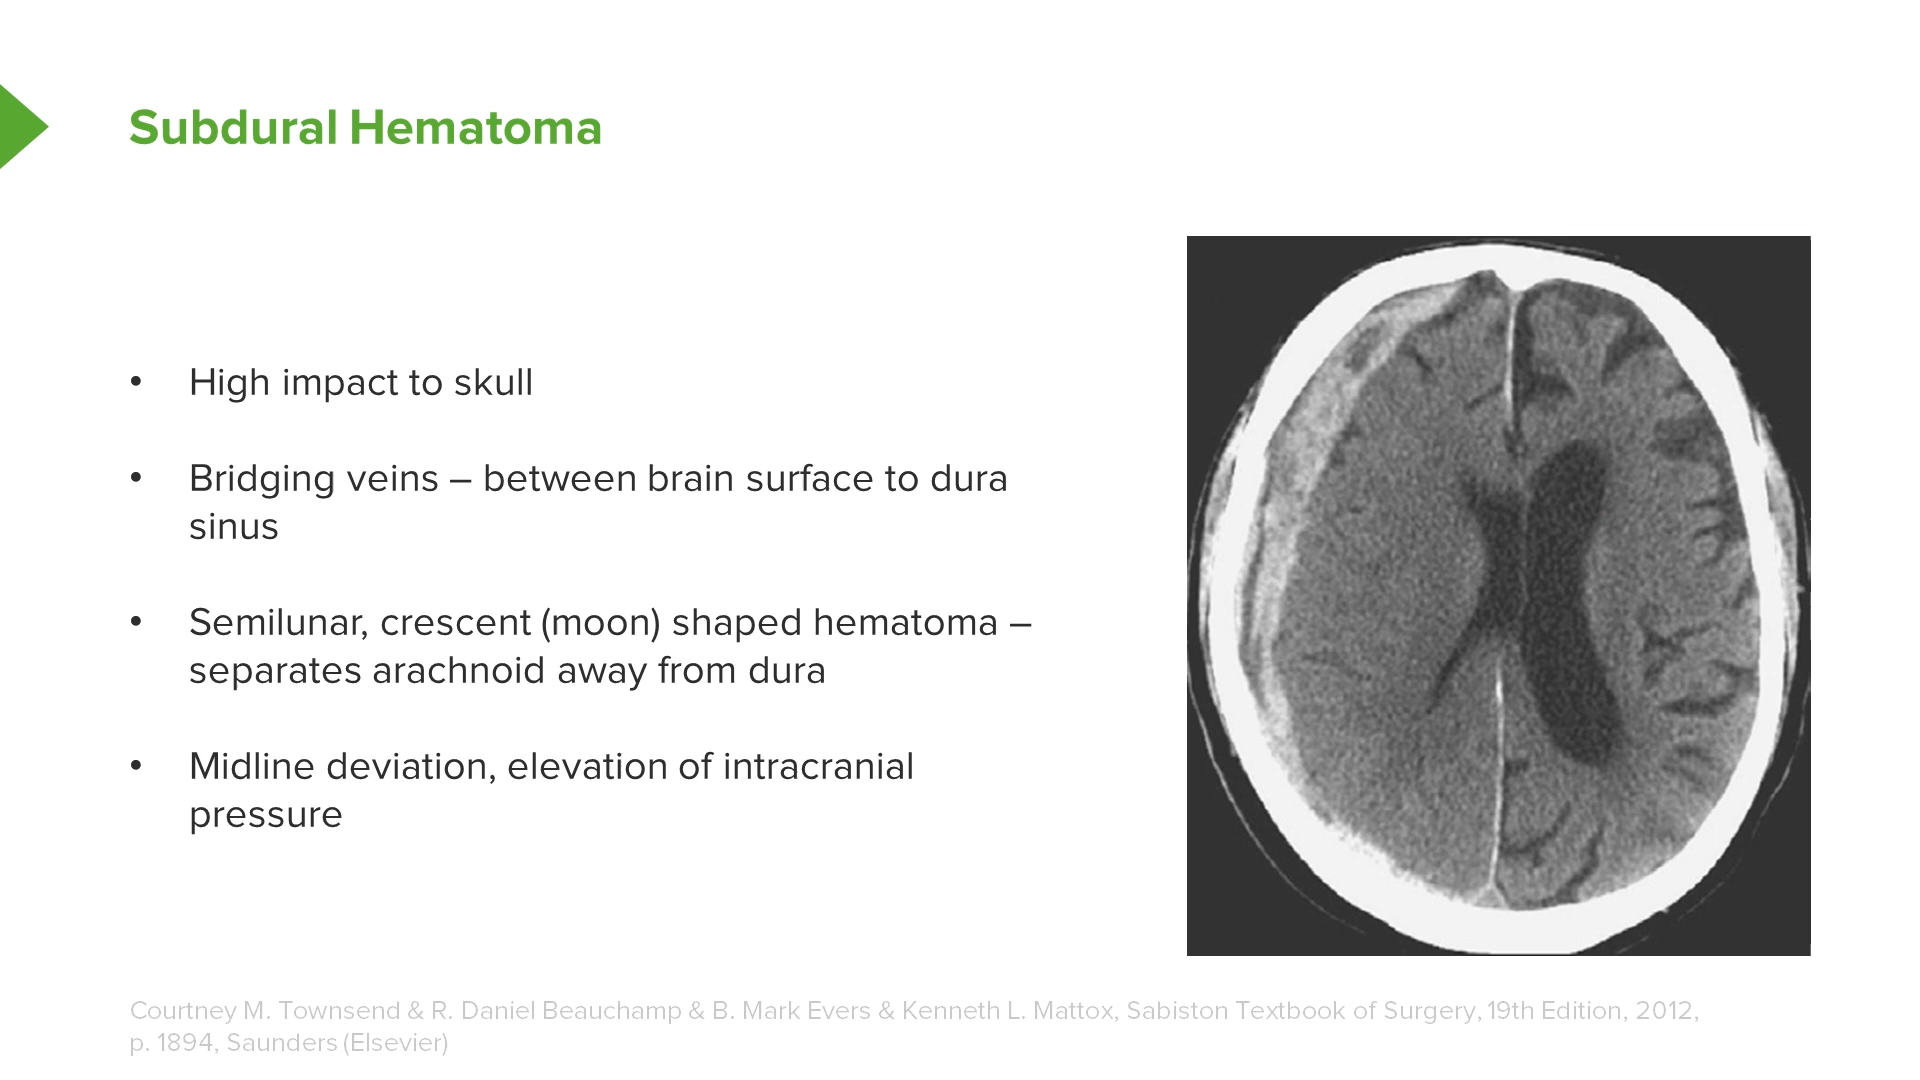 Subdural Hematoma
• High impact to skull
• Bridging veins – between brain surface to dura
sinus
• Semilunar, crescent (moon) shaped hematoma –
separates arachnoid away from dura
• Midline deviation, elevation of intracranial
pressure
Courtney M. Townsend & R. Daniel Beauchamp & B. Mark Evers & Kenneth L. Mattox, Sabiston Textbook of Surgery, 19th Edition, 2012,
p. 1894, Saunders (Elsevier)